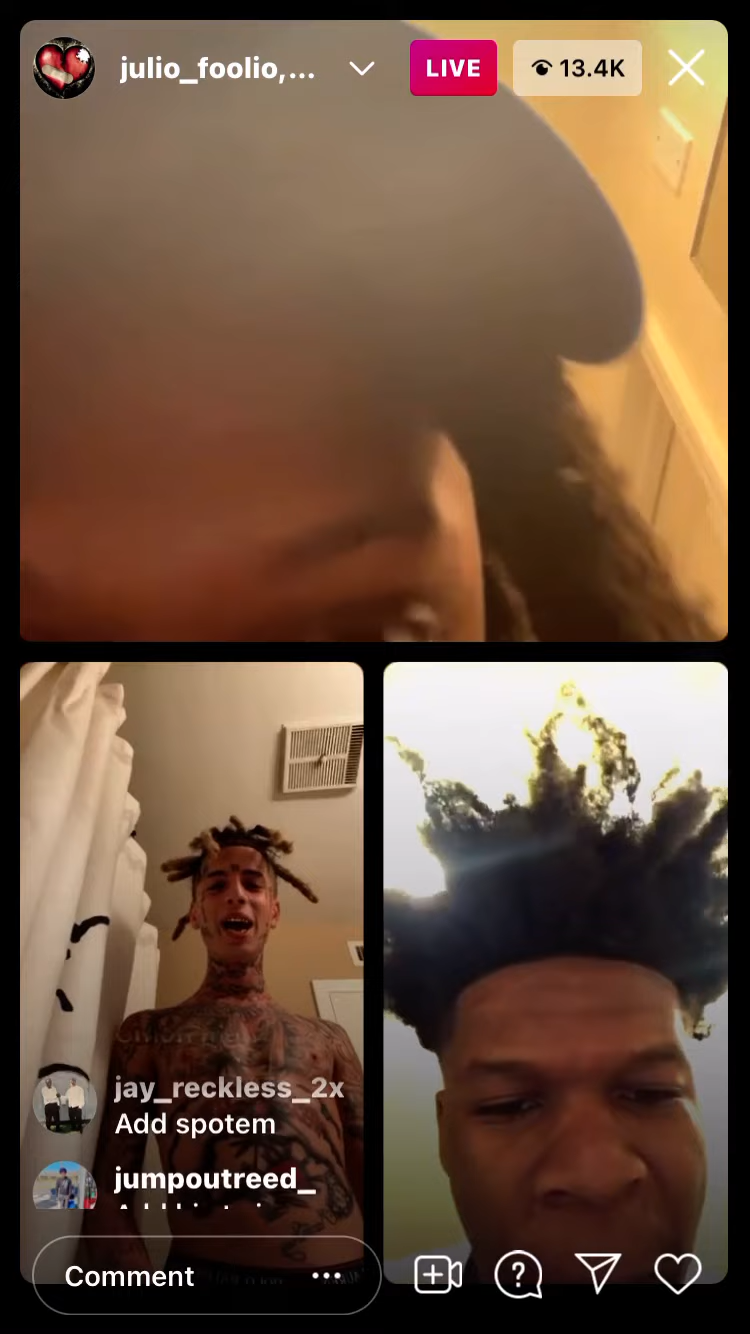 julio_foolio,...
LIVE
13.4K
jay_reckless_2x
Add spotem
jumpoutreed_
Comment